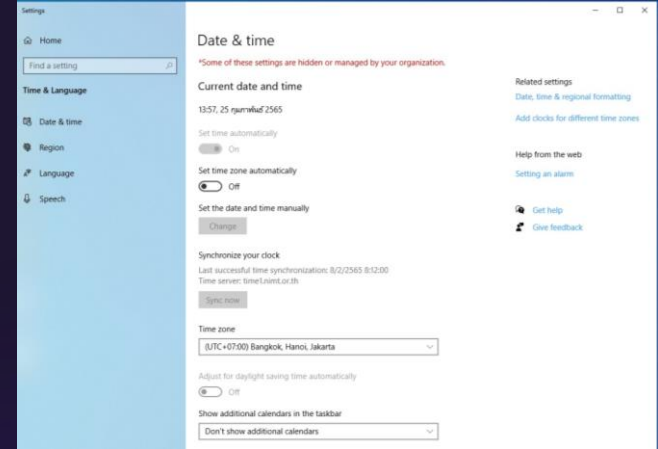 Settings
Home
Find a setting
Time & Language
Date & time
Region
Language
Speech
Date & time
*Some of these settings are hidden or managed by your organization.
Current date and time
13:57, 25 กุมภาพันธ์ 2565
Set time automatically
On
Set time zone automatically
Off
Set the date and time manually
Change
Synchronize your clock
Last successful time synchronization: 8/2/2565 8:12:00
Time server: time1.nimt.or.th
Sync now
Time zone
(UTC+07:00) Bangkok, Hanoi, Jakarta
Adjust for daylight saving time automatically
Off
Show additional calendars in the taskbar
Don't show additional calendars
Related settings
Date, time & regional formatting
Add clocks for different time zones
Help from the web
Setting an alarm
Get help
Give feedback